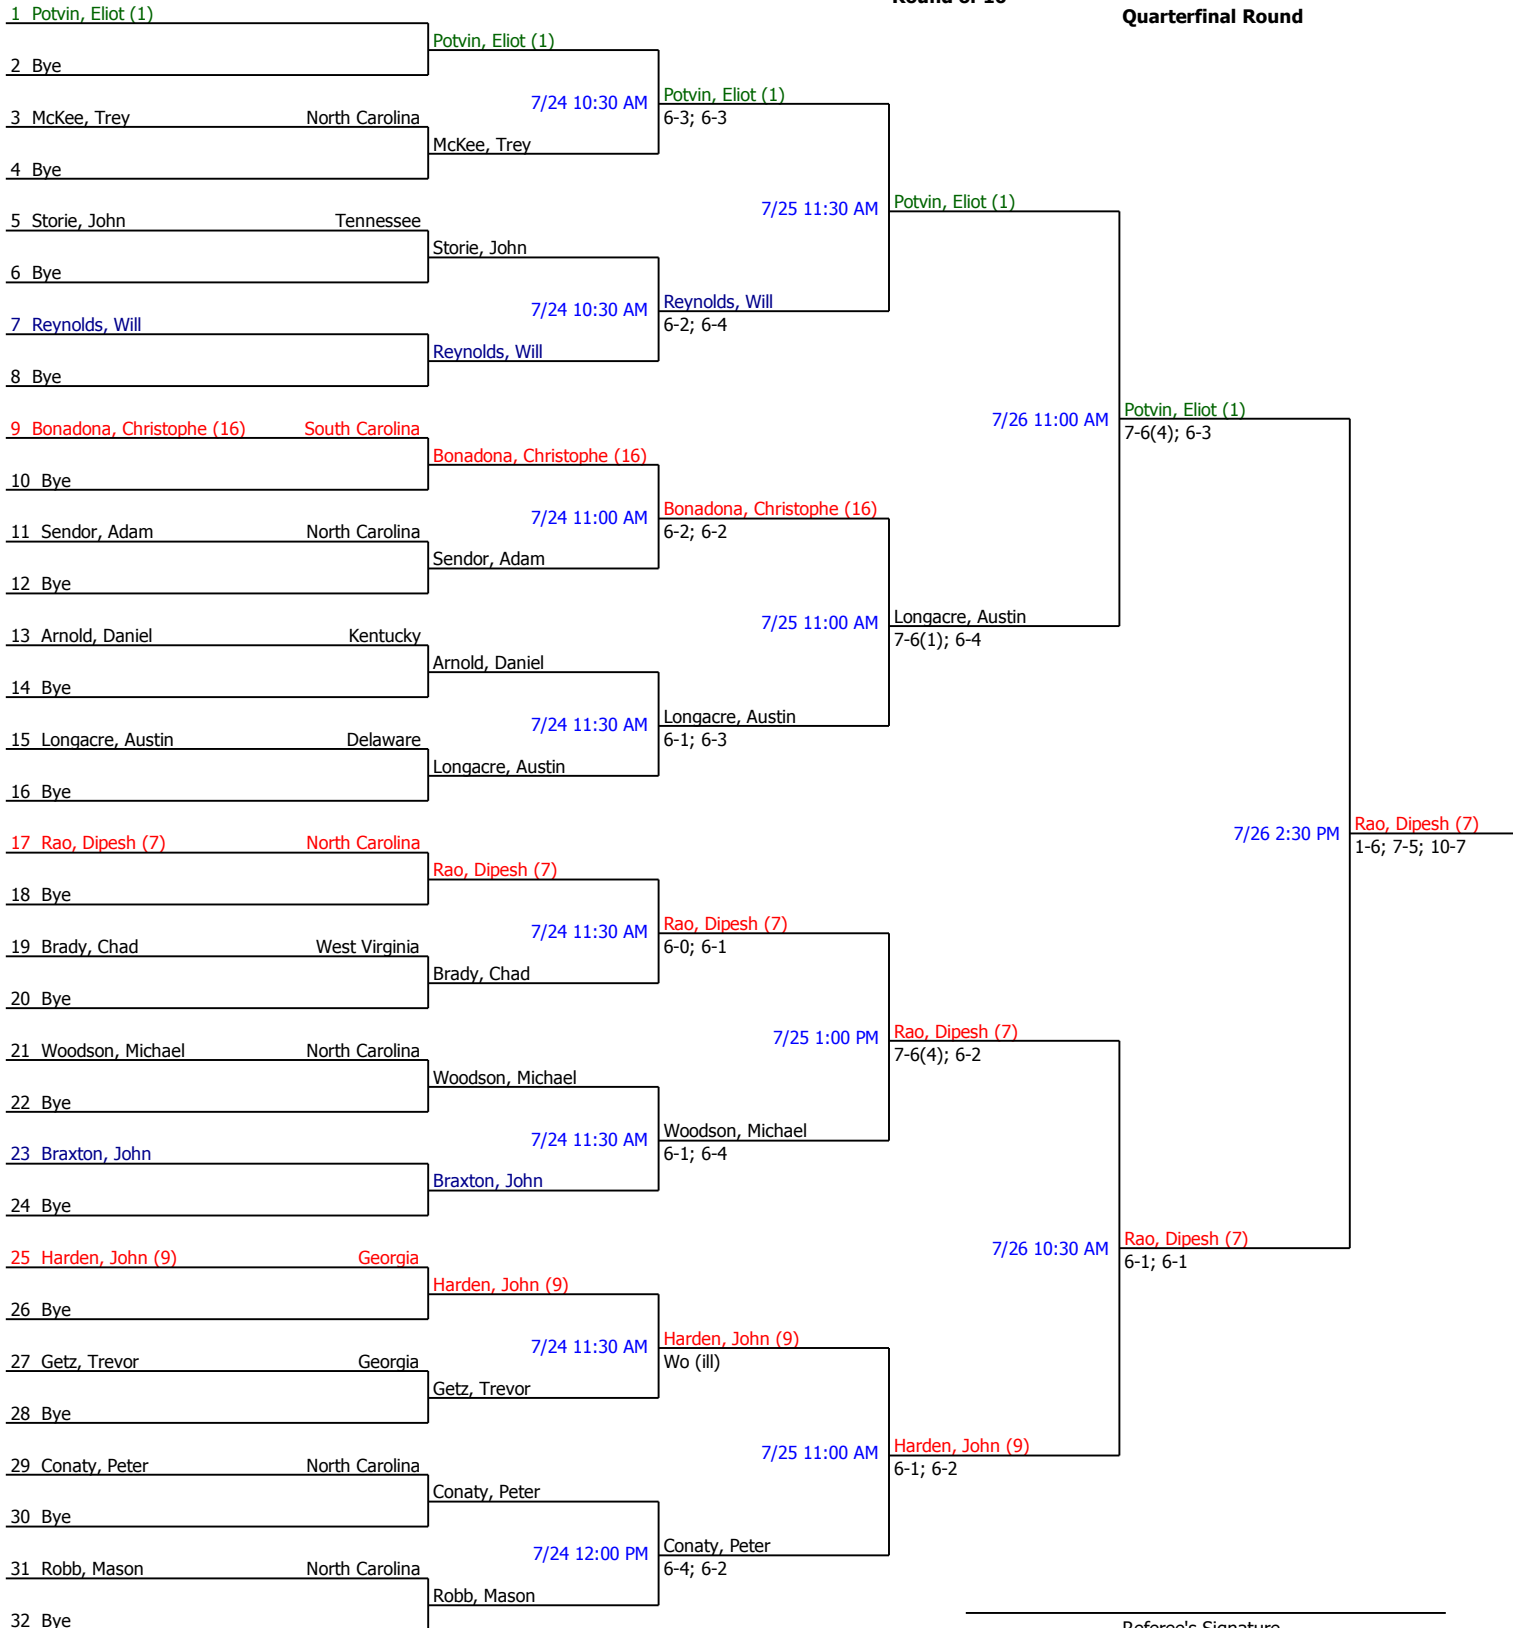 Round of 16
Quarterfinal Round
1 Potvin, Eliot (1)
Potvin, Eliot (1)
2 Bye
7/24 10:30 AM
Potvin, Eliot (1)
6-3; 6-3
3 McKee, Trey North Carolina
McKee, Trey
4 Bye
7/25 11:30 AM
Potvin, Eliot (1)
5 Storie, John Tennessee
Storie, John
6 Bye
7/24 10:30 AM
Reynolds, Will
6-2; 6-4
7 Reynolds, Will
Reynolds, Will
8 Bye
7/26 11:00 AM
Potvin, Eliot (1)
7-6(4); 6-3
9 Bonadona, Christophe (16) South Carolina
Bonadona, Christophe (16)
10 Bye
7/24 11:00 AM
Bonadona, Christophe (16)
6-2; 6-2
11 Sendor, Adam North Carolina
Sendor, Adam
12 Bye
7/25 11:00 AM
Longacre, Austin
7-6(1); 6-4
13 Arnold, Daniel Kentucky
Arnold, Daniel
14 Bye
7/24 11:30 AM
Longacre, Austin
6-1; 6-3
15 Longacre, Austin Delaware
Longacre, Austin
16 Bye
7/26 2:30 PM
Rao, Dipesh (7)
1-6; 7-5; 10-7
17 Rao, Dipesh (7) North Carolina
Rao, Dipesh (7)
18 Bye
7/24 11:30 AM
Rao, Dipesh (7)
6-0; 6-1
19 Brady, Chad West Virginia
Brady, Chad
20 Bye
7/25 1:00 PM
Rao, Dipesh (7)
7-6(4); 6-2
21 Woodson, Michael North Carolina
Woodson, Michael
22 Bye
7/24 11:30 AM
Woodson, Michael
6-1; 6-4
23 Braxton, John
Braxton, John
24 Bye
7/26 10:30 AM
Rao, Dipesh (7)
6-1; 6-1
25 Harden, John (9) Georgia
Harden, John (9)
26 Bye
7/24 11:30 AM
Harden, John (9)
Wo (ill)
27 Getz, Trevor Georgia
Getz, Trevor
28 Bye
7/25 11:00 AM
Harden, John (9)
6-1; 6-2
29 Conaty, Peter North Carolina
Conaty, Peter
30 Bye
7/24 12:00 PM
Conaty, Peter
6-4; 6-2
31 Robb, Mason North Carolina
Robb, Mason
32 Bye
Referee's Signature